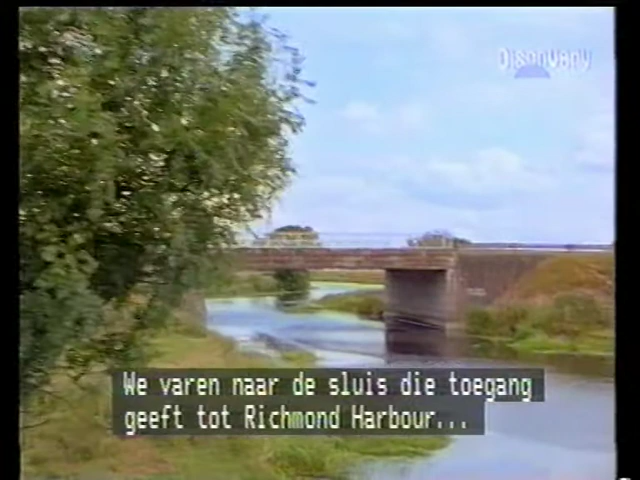 Discovery
We varen naar de sluis die toegang
geeft tot Richmond Harbour...